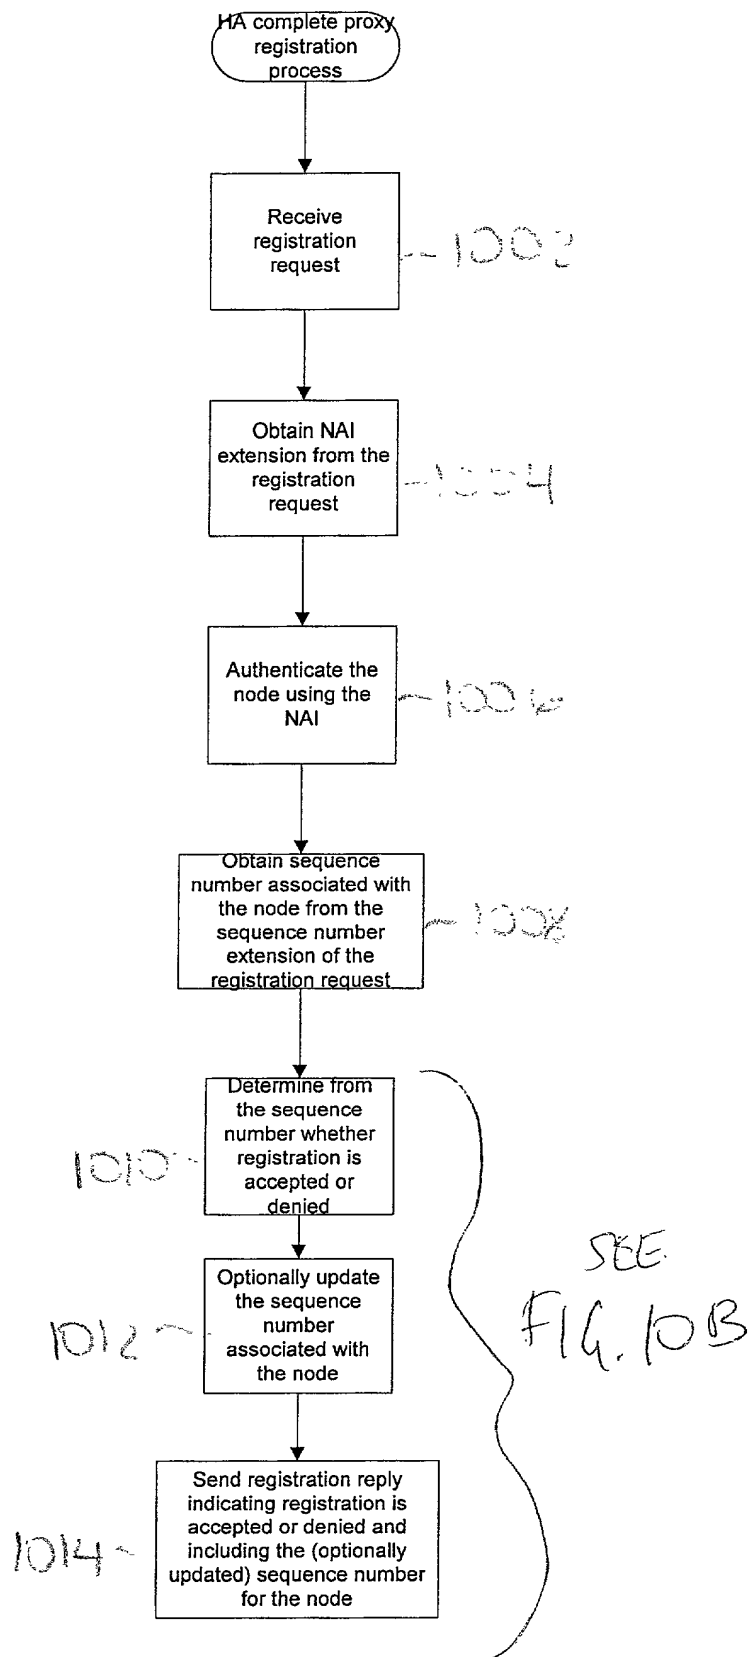 HA complete proxy
registration
process
Receive
registration
request
1002
Obtain NAI
extension from the
registration
request
1004
Authenticate the
node using the
NAI
1006
Obtain sequence
number associated with
the node from the
sequence number
extension of the
registration request
1008
Determine from
the sequence
number whether
registration is
accepted or
denied
1010
Optionally update
the sequence
number
associated with
the node
1012
Send registration reply
indicating registration is
accepted or denied and
including the (optionally
updated) sequence number
for the node
1014
SEE
FIG. 10B